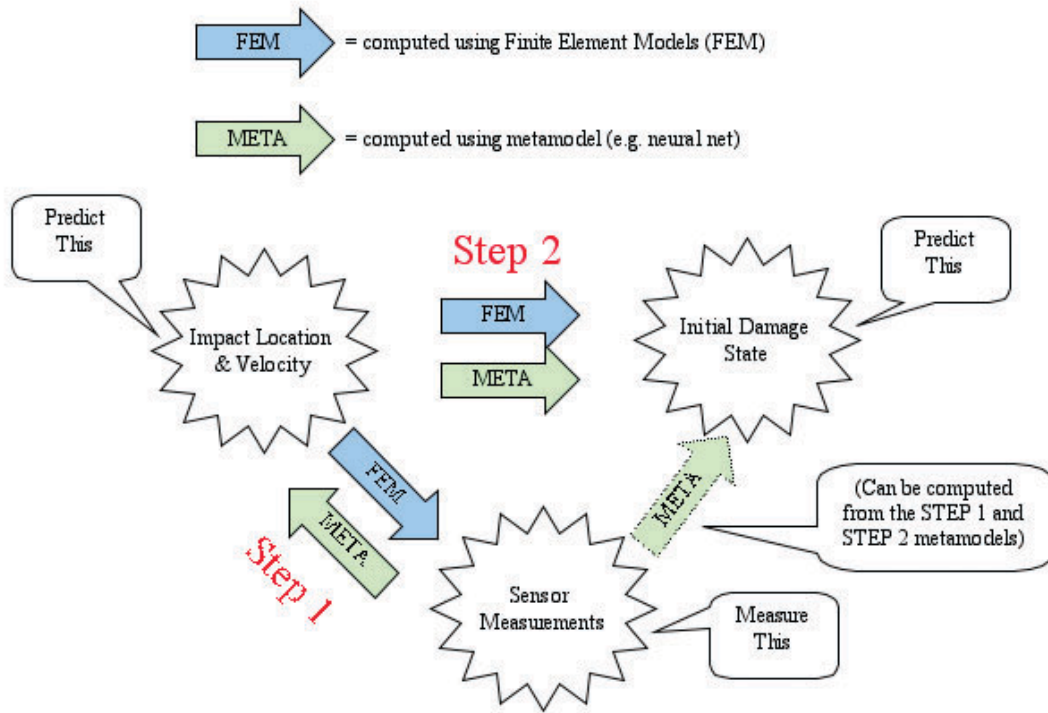 FEM
= computed using Finite Element Models (FEM)
META
= computed using metamodel (e.g. neural net)
Predict
This
Step 2
Predict
This
FEM
META
Impact Location
& Velocity
Initial Damage
State
FEM
META
Step 1
META
(Can be computed
from the STEP 1 and
STEP 2 metamodels)
Sensor
Measurements
Measure
This